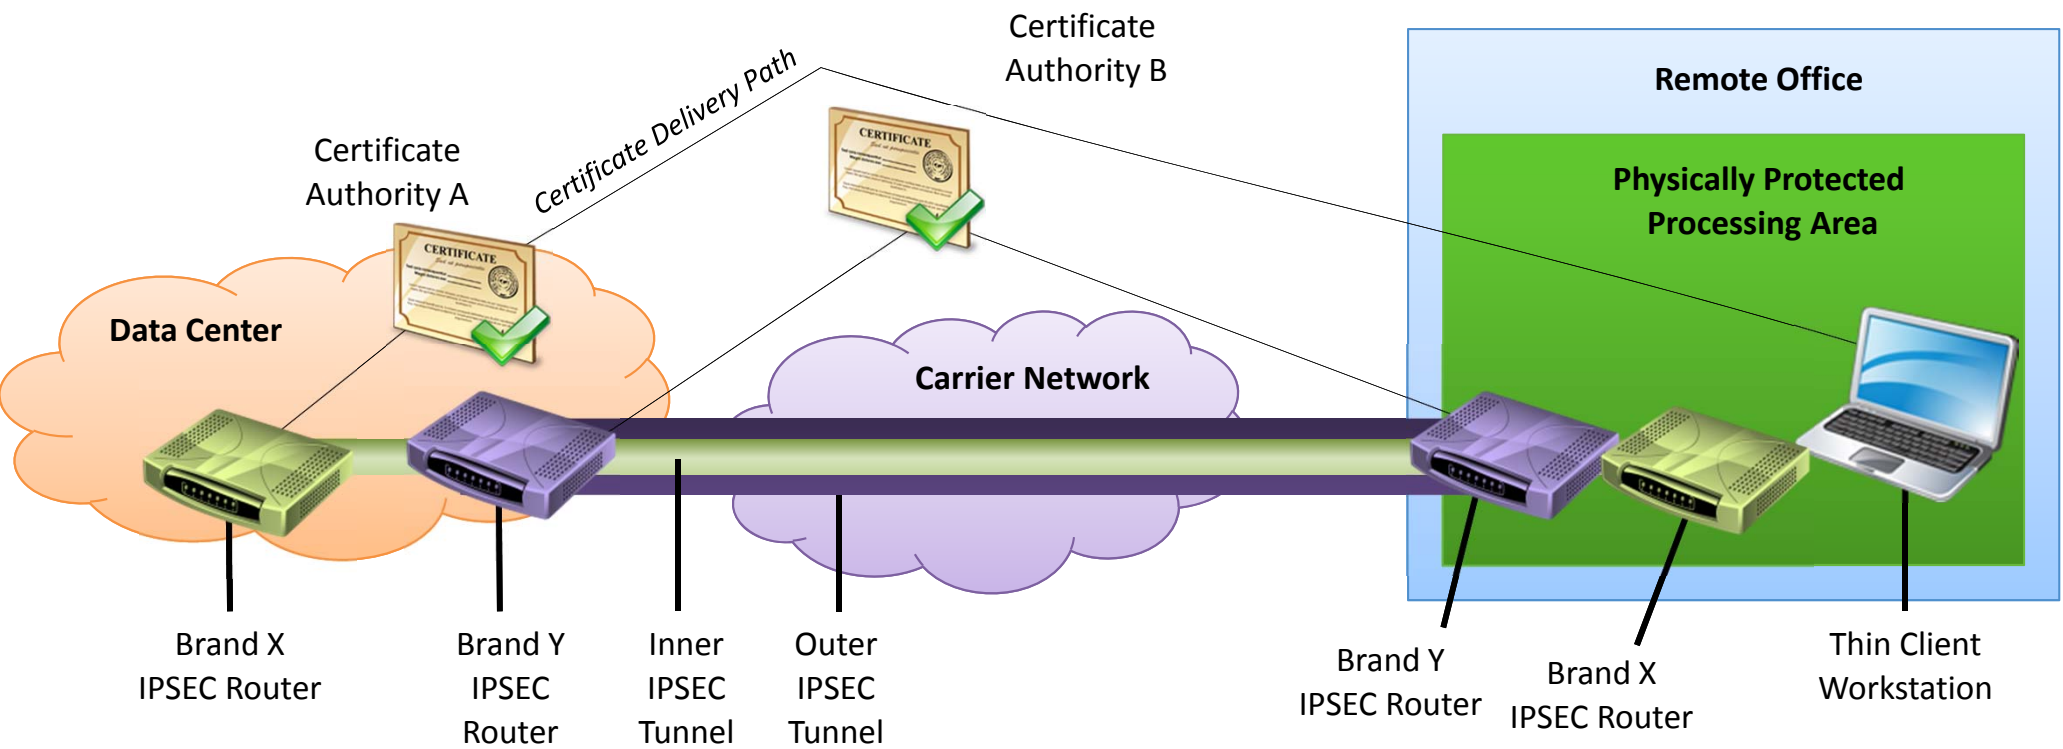 Certificate
Authority B
Certificate Delivery Path
Remote Office
Certificate
Authority A
CERTIFICATE
Physically Protected
Processing Area
CERTIFICATE
Data Center
Carrier Network
Brand X
IPSEC Router
Brand Y
IPSEC
Router
Inner
IPSEC
Tunnel
Outer
IPSEC
Tunnel
Brand Y
IPSEC Router
Brand X
IPSEC Router
Thin Client
Workstation